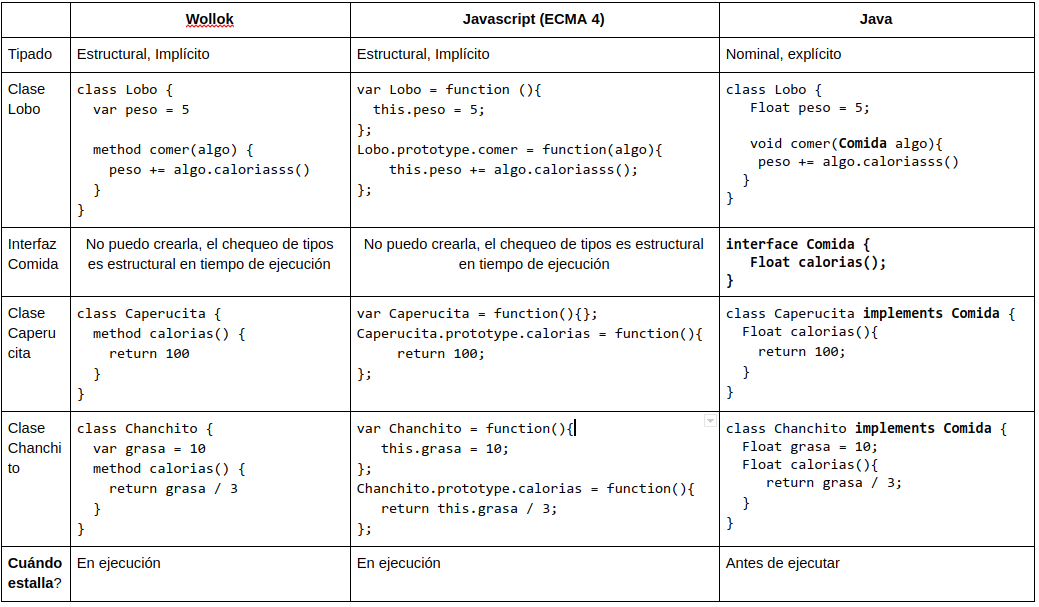 Wollok
Javascript (ECMA 4)
Java
Tipado
Estructural, Implícito
Estructural, Implícito
Nominal, explícito
Clase
Lobo
class Lobo {
var peso = 5
method comer(algo) {
peso += algo.caloriasss()
}
}
var Lobo = function (){
this.peso = 5;
};
Lobo.prototype.comer = function(algo){
this.peso += algo.caloriasss();
};
class Lobo {
Float peso = 5;
void comer(Comida algo){
peso += algo.caloriasss()
}
}
Interfaz
Comida
No puedo crearla, el chequeo de tipos
es estructural en tiempo de ejecución
No puedo crearla, el chequeo de tipos es estructural
en tiempo de ejecución
interface Comida {
Float calorias();
}
Clase
Caperu
cita
class Caperucita {
method calorias() {
return 100
}
}
var Caperucita = function(){};
Caperucita.prototype.calorias = function(){
return 100;
};
class Caperucita implements Comida {
Float calorias(){
return 100;
}
}
Clase
Chanchi
to
class Chanchito {
var grasa = 10
method calorias() {
return grasa / 3
}
}
var Chanchito = function(){
this.grasa = 10;
};
Chanchito.prototype.calorias = function(){
return this.grasa / 3;
};
class Chanchito implements Comida {
Float grasa = 10;
Float calorias(){
return grasa / 3;
}
}
Cuándo
estalla?
En ejecución
En ejecución
Antes de ejecutar